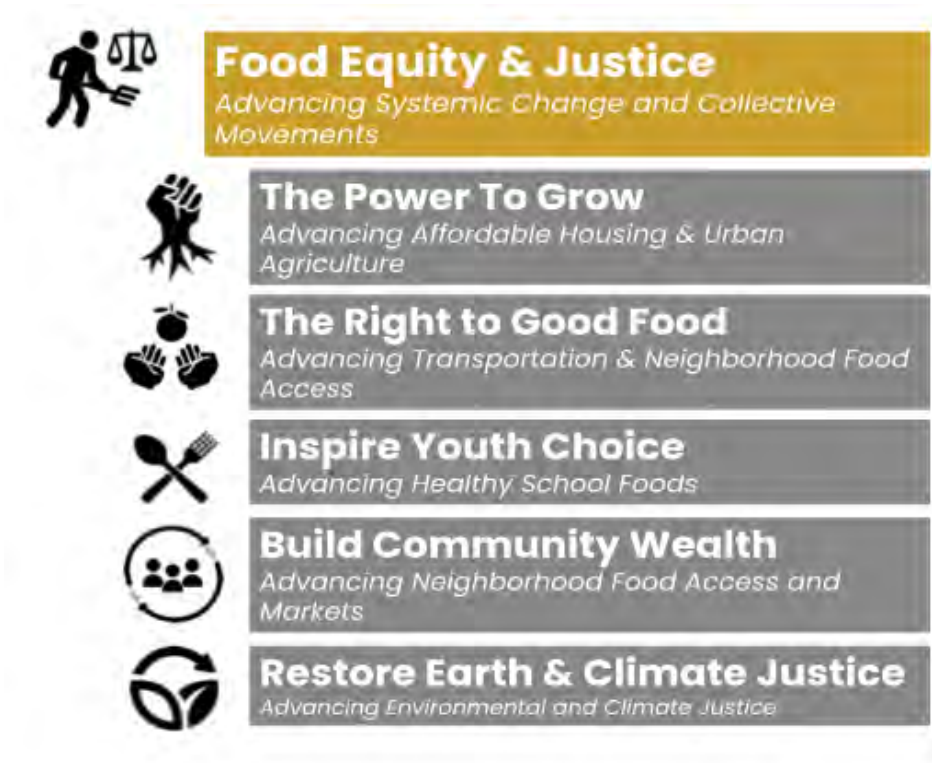 Food Equity & Justice
Advancing Systemic Change and Collective
Movements
The Power To Grow
Advancing Affordable Housing & Urban
Agriculture
The Right to Good Food
Advancing Transportation & Neighborhood Food
Access
Inspire Youth Choice
Advancing Healthy School Foods
Build Community Wealth
Advancing Neighborhood Food Access and
Markets
Restore Earth & Climate Justice
Advancing Environmental and Climate Justice